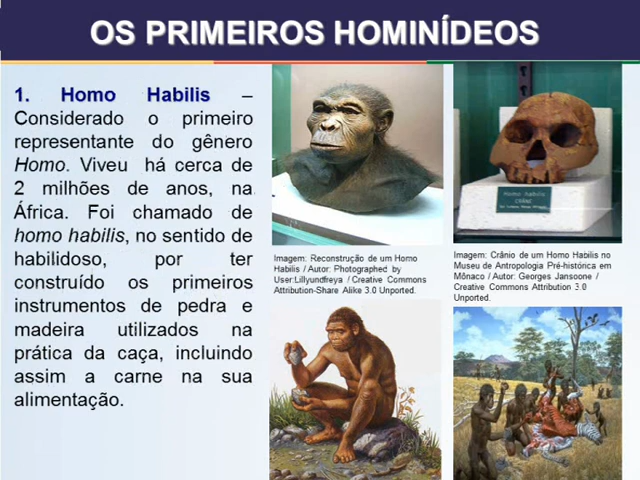 OS PRIMEIROS HOMINÍDEOS
1. Homo Habilis –
Considerado o primeiro
representante do gênero
Homo. Viveu há cerca de
2 milhões de anos, na
África. Foi chamado de
homo habilis, no sentido de
habilidoso, por ter
construído os primeiros
instrumentos de pedra e
madeira utilizados na
prática da caça, incluindo
assim a carne na sua
alimentação.
Imagem: Reconstrução de um Homo
Habilis / Autor: Photographed by
User:Lillyundfreya / Creative Commons
Attribution-Share Alike 3.0 Unported.
Homo habilis
Imagem: Crânio de um Homo Habilis no
Museu de Antropologia Pré-histórica em
Mônaco / Autor: Georges Jansoone /
Creative Commons Attribution 3.0
Unported.